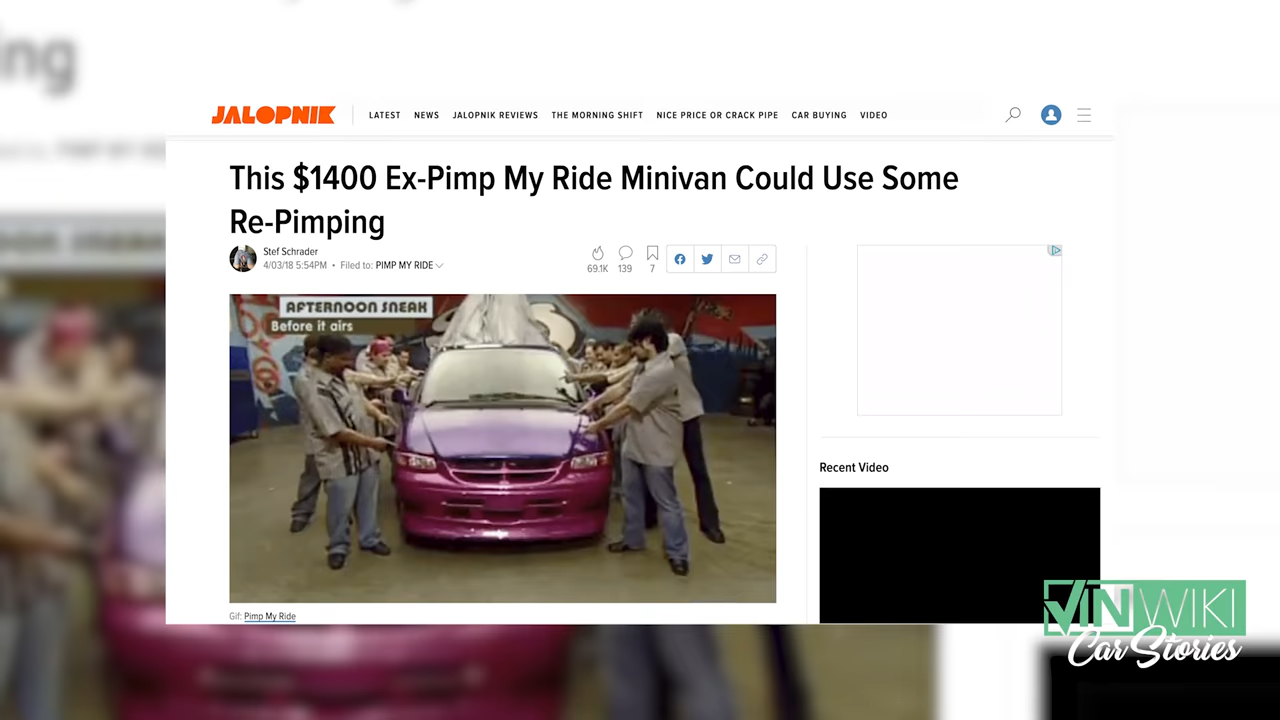 JALOPNIK
LATEST NEWS JALOPNIK REVIEWS THE MORNING SHIFT NICE PRICE OR CRACK PIPE CAR BUYING VIDEO
This $1400 Ex-Pimp My Ride Minivan Could Use Some
Re-Pimping
Stef Schrader
4/03/18 5:54PM • Filed to: PIMP MY RIDE
69.1K 139 7
AFTERNOON SNEAK
Before it airs
Gif: Pimp My Ride
Recent Video
VINWIKI
Car Stories